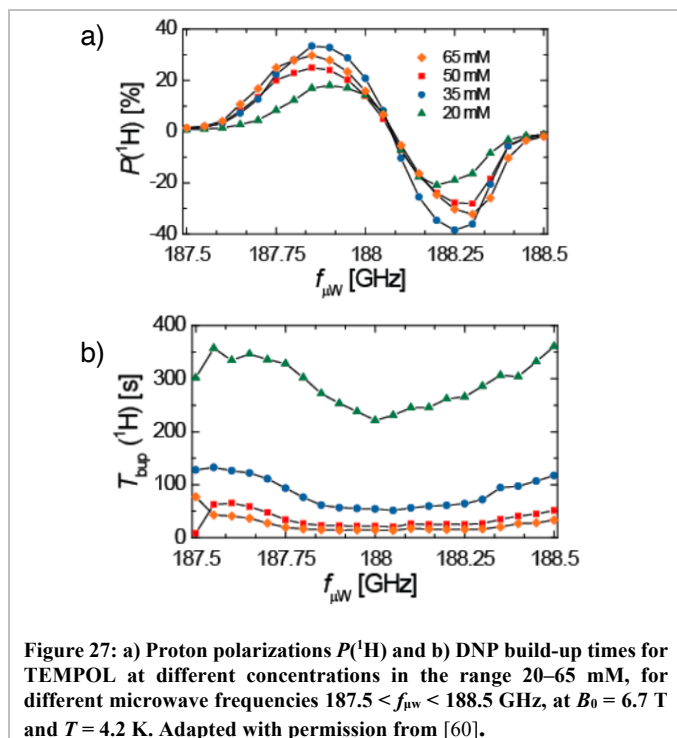 a)
40
20
0
-20
-40
P(¹H) [%]
65 mM
50 mM
35 mM
20 mM
187.5 187.75 188 188.25 188.5
fμW [GHz]
b)
400
300
200
100
0
Tbup (¹H) [s]
187.5 187.75 188 188.25 188.5
fμW [GHz]
Figure 27: a) Proton polarizations P(¹H) and b) DNP build-up times for
TEMPOL at different concentrations in the range 20–65 mM, for
different microwave frequencies 187.5 < fμw < 188.5 GHz, at B₀ = 6.7 T
and T = 4.2 K. Adapted with permission from [60].